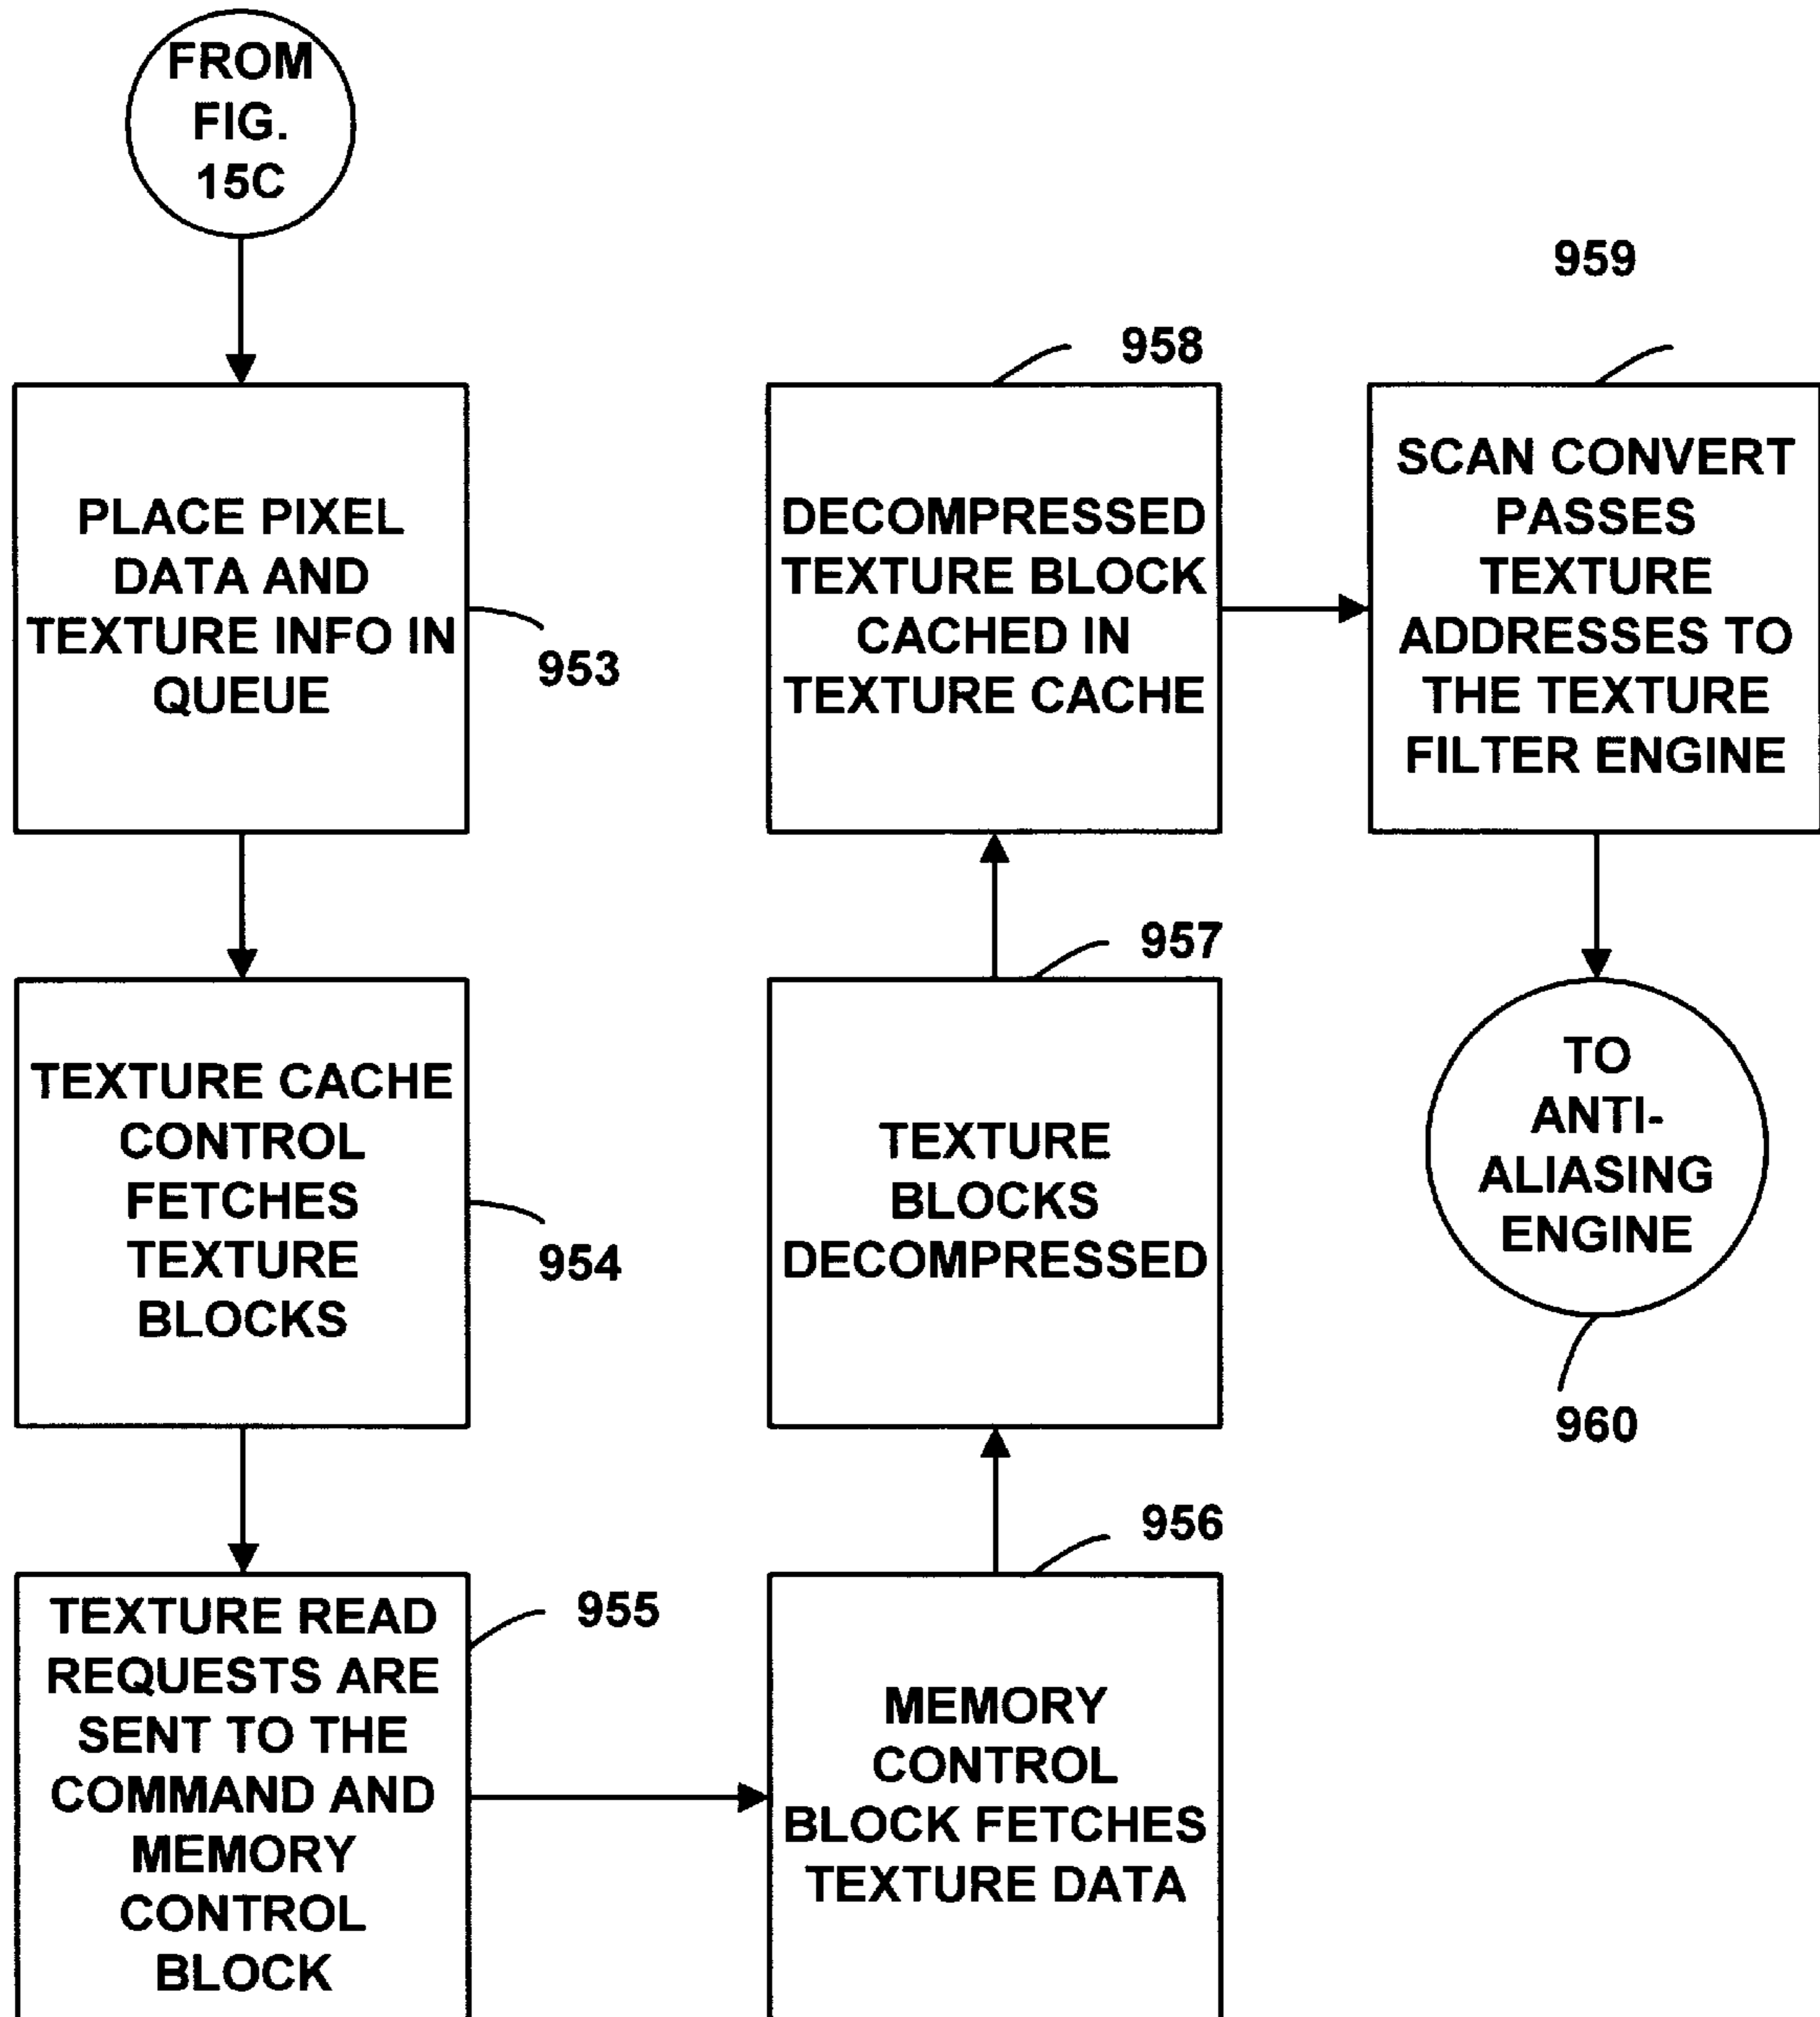 FROM
FIG.
15C
PLACE PIXEL
DATA AND
TEXTURE INFO IN
QUEUE
953
TEXTURE CACHE
CONTROL
FETCHES
TEXTURE
BLOCKS
954
TEXTURE READ
REQUESTS ARE
SENT TO THE
COMMAND AND
MEMORY
CONTROL
BLOCK
955
MEMORY
CONTROL
BLOCK FETCHES
TEXTURE DATA
956
TEXTURE
BLOCKS
DECOMPRESSED
957
DECOMPRESSED
TEXTURE BLOCK
CACHED IN
TEXTURE CACHE
958
SCAN CONVERT
PASSES
TEXTURE
ADDRESSES TO
THE TEXTURE
FILTER ENGINE
959
TO
ANTI-
ALIASING
ENGINE
960